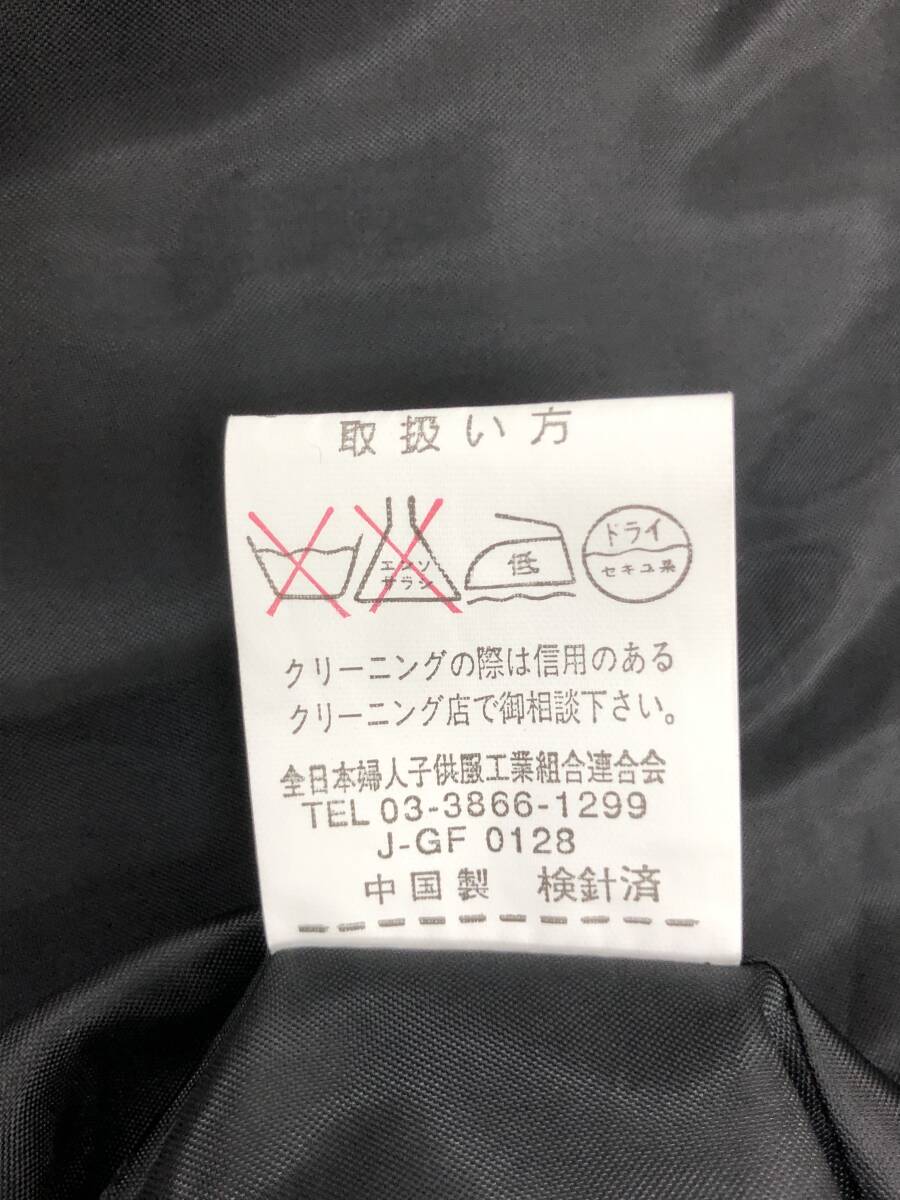 取扱い方
エンソ
サラシ
低
ドライ
セキユ系
クリーニングの際は信用のある
クリーニング店で御相談下さい。
全日本婦人子供服工業組合連合会
TEL 03-3866-1299
J-GF 0128
中国製 検針済